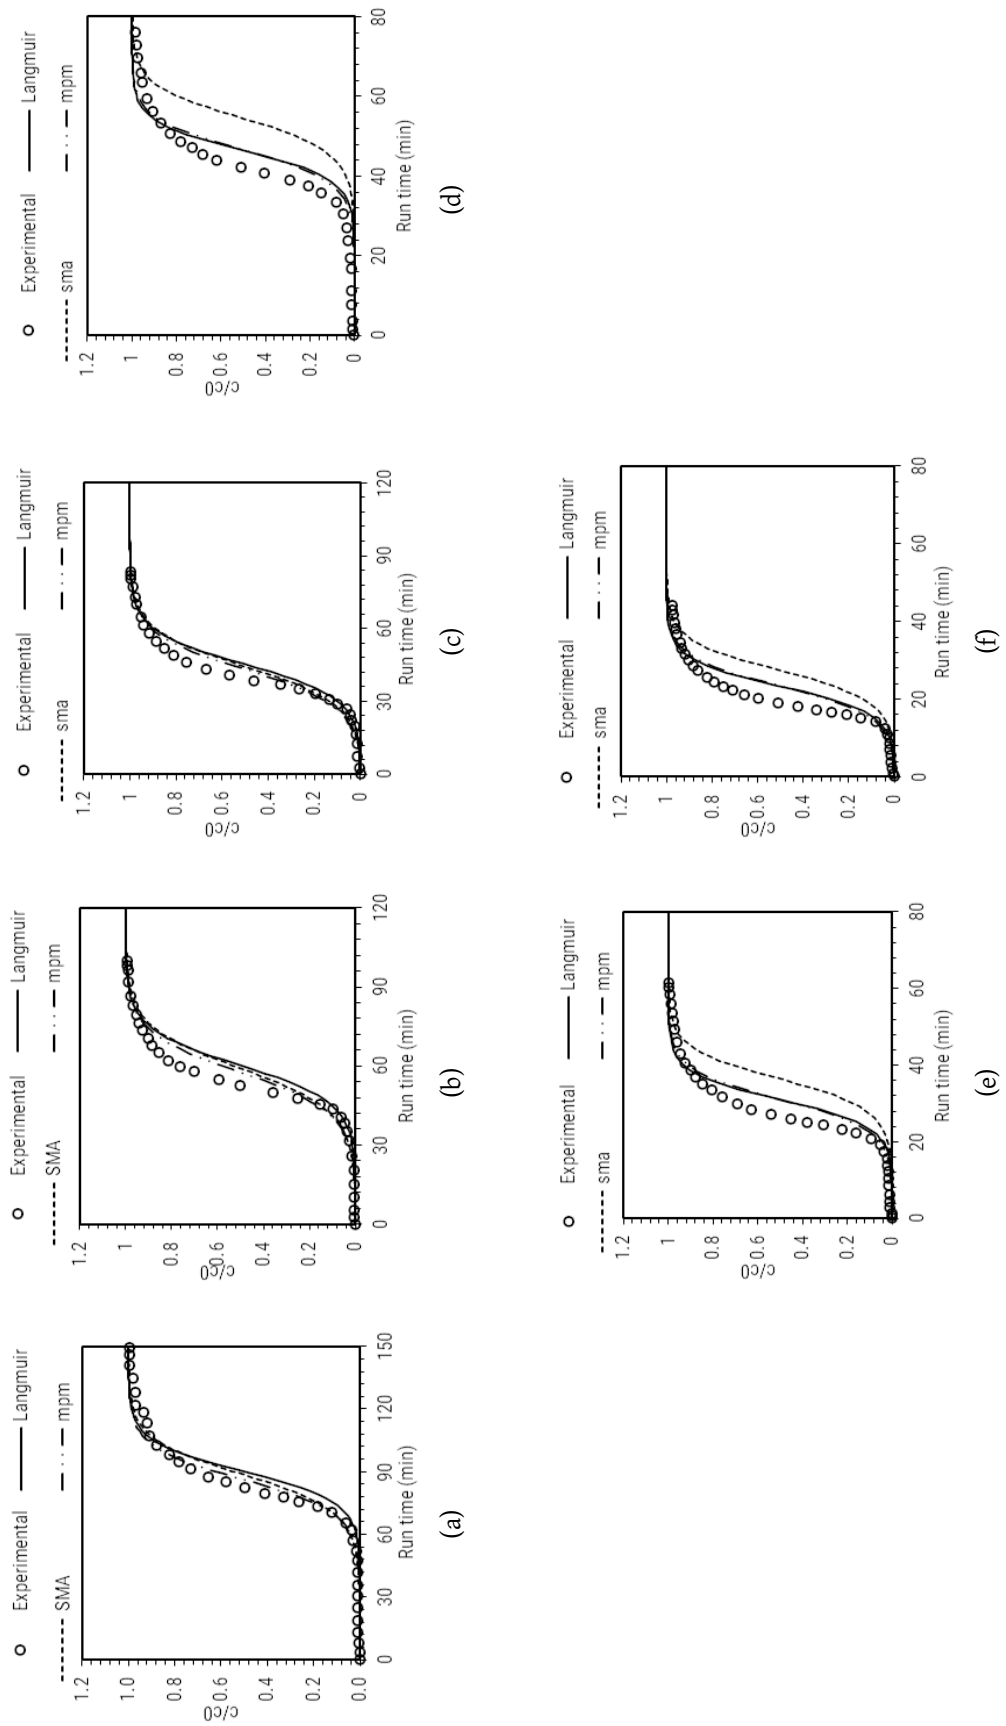 Experimental Langmuir
SMA mpm
1.2
1.0
0.8
0.6
0.4
0.2
0.0
c/c0
0 30 60 90 120 150
Run time (min)
(a)
Experimental Langmuir
SMA mpm
1.2
1
0.8
0.6
0.4
0.2
0
c/c0
0 30 60 90 120
Run time (min)
(b)
Experimental Langmuir
sma mpm
1.2
1
0.8
0.6
0.4
0.2
0
c/c0
0 30 60 90 120
Run time (min)
(c)
Experimental Langmuir
sma mpm
1.2
1
0.8
0.6
0.4
0.2
0
c/c0
0 20 40 60 80
Run time (min)
(d)
Experimental Langmuir
sma mpm
1.2
1
0.8
0.6
0.4
0.2
0
c/c0
0 20 40 60 80
Run time (min)
(e)
Experimental Langmuir
sma mpm
1.2
1
0.8
0.6
0.4
0.2
0
c/c0
0 20 40 60 80
Run time (min)
(f)